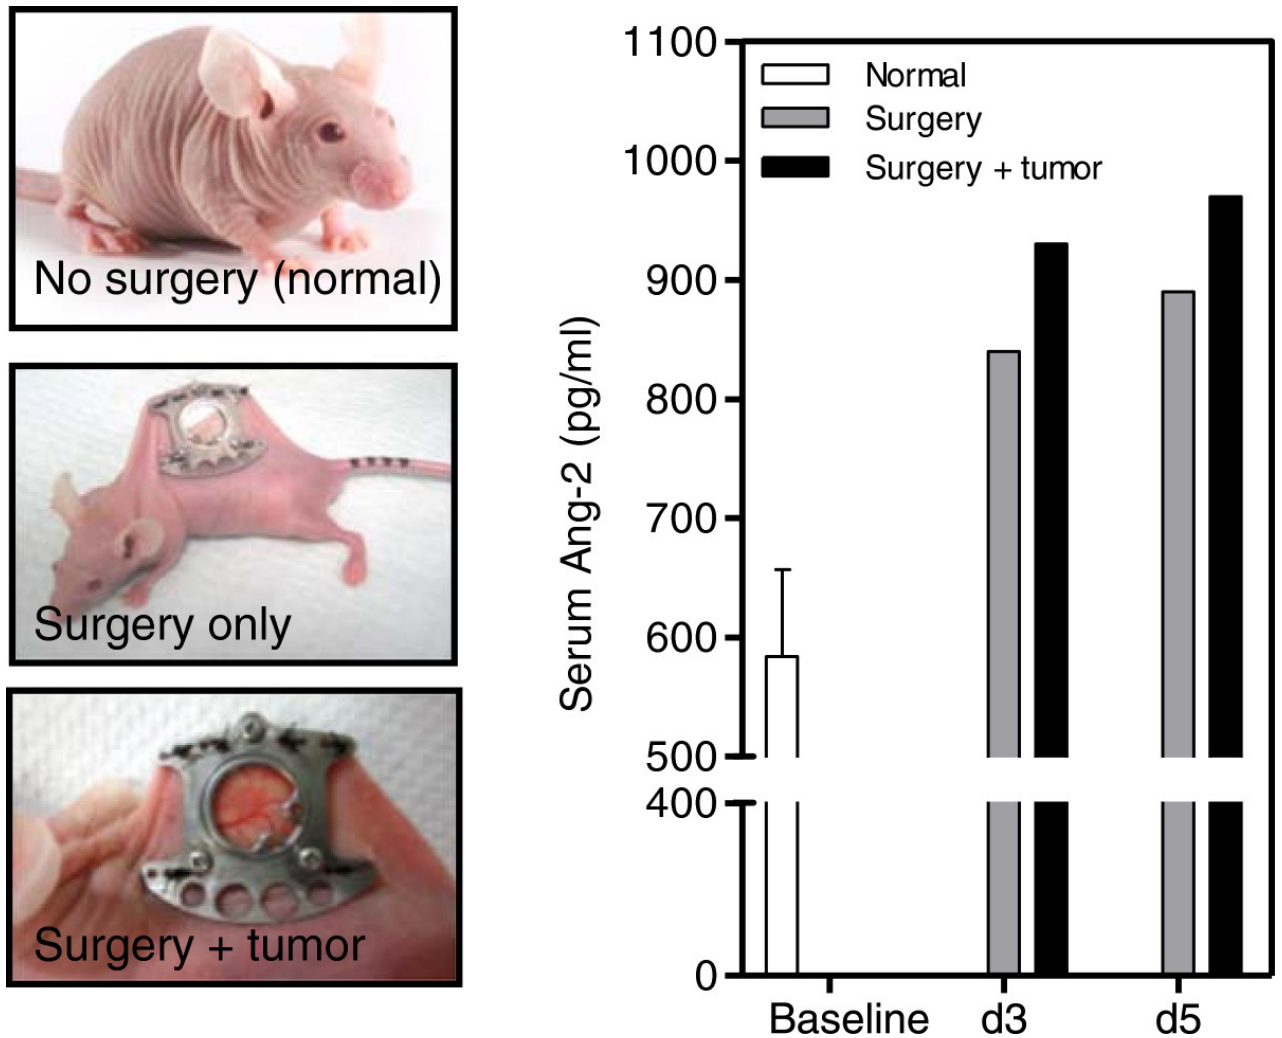 No surgery (normal)
Surgery only
Surgery + tumor
Serum Ang-2 (pg/ml)
1100
1000
900
800
700
600
500
400
0
Normal
Surgery
Surgery + tumor
Baseline
d3
d5